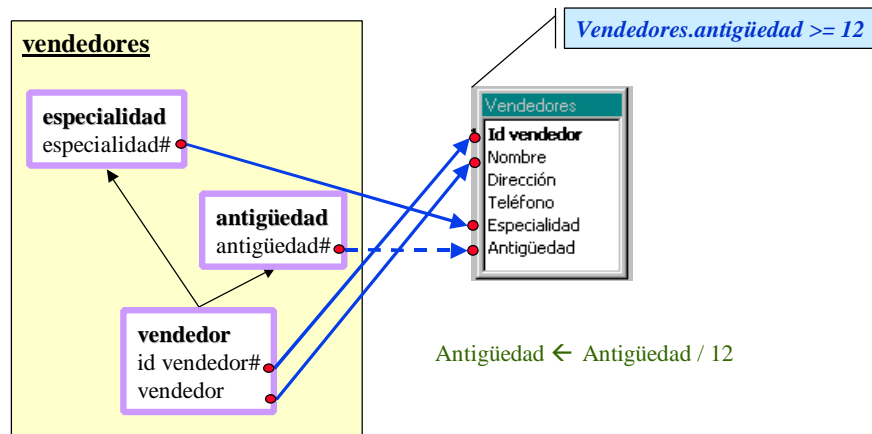 vendedores
especialidad
especialidad#
antigüedad
antigüedad#
vendedor
id vendedor#
vendedor
Vendedores.antigüedad >= 12
Vendedores
Id vendedor
Nombre
Dirección
Teléfono
Especialidad
Antigüedad
Antigüedad ← Antigüedad / 12